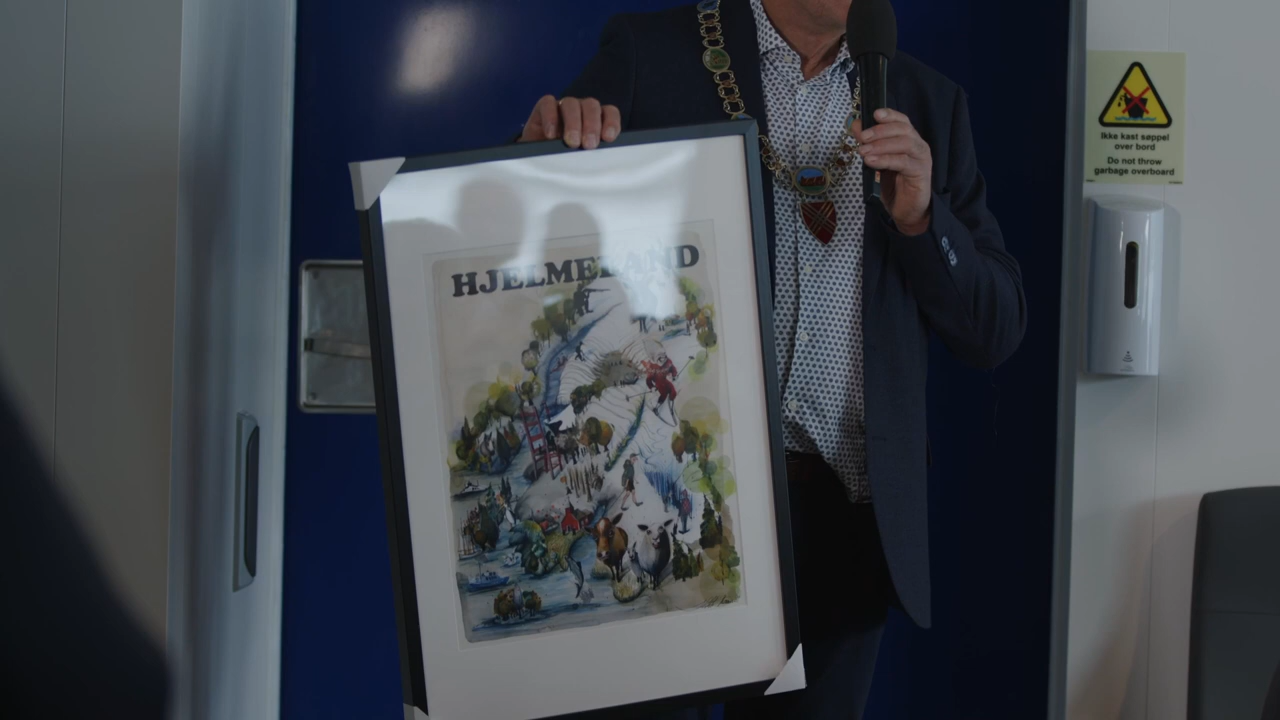 HJELMELAND
Ikke kast søppel
over bord
Do not throw
garbage overboard